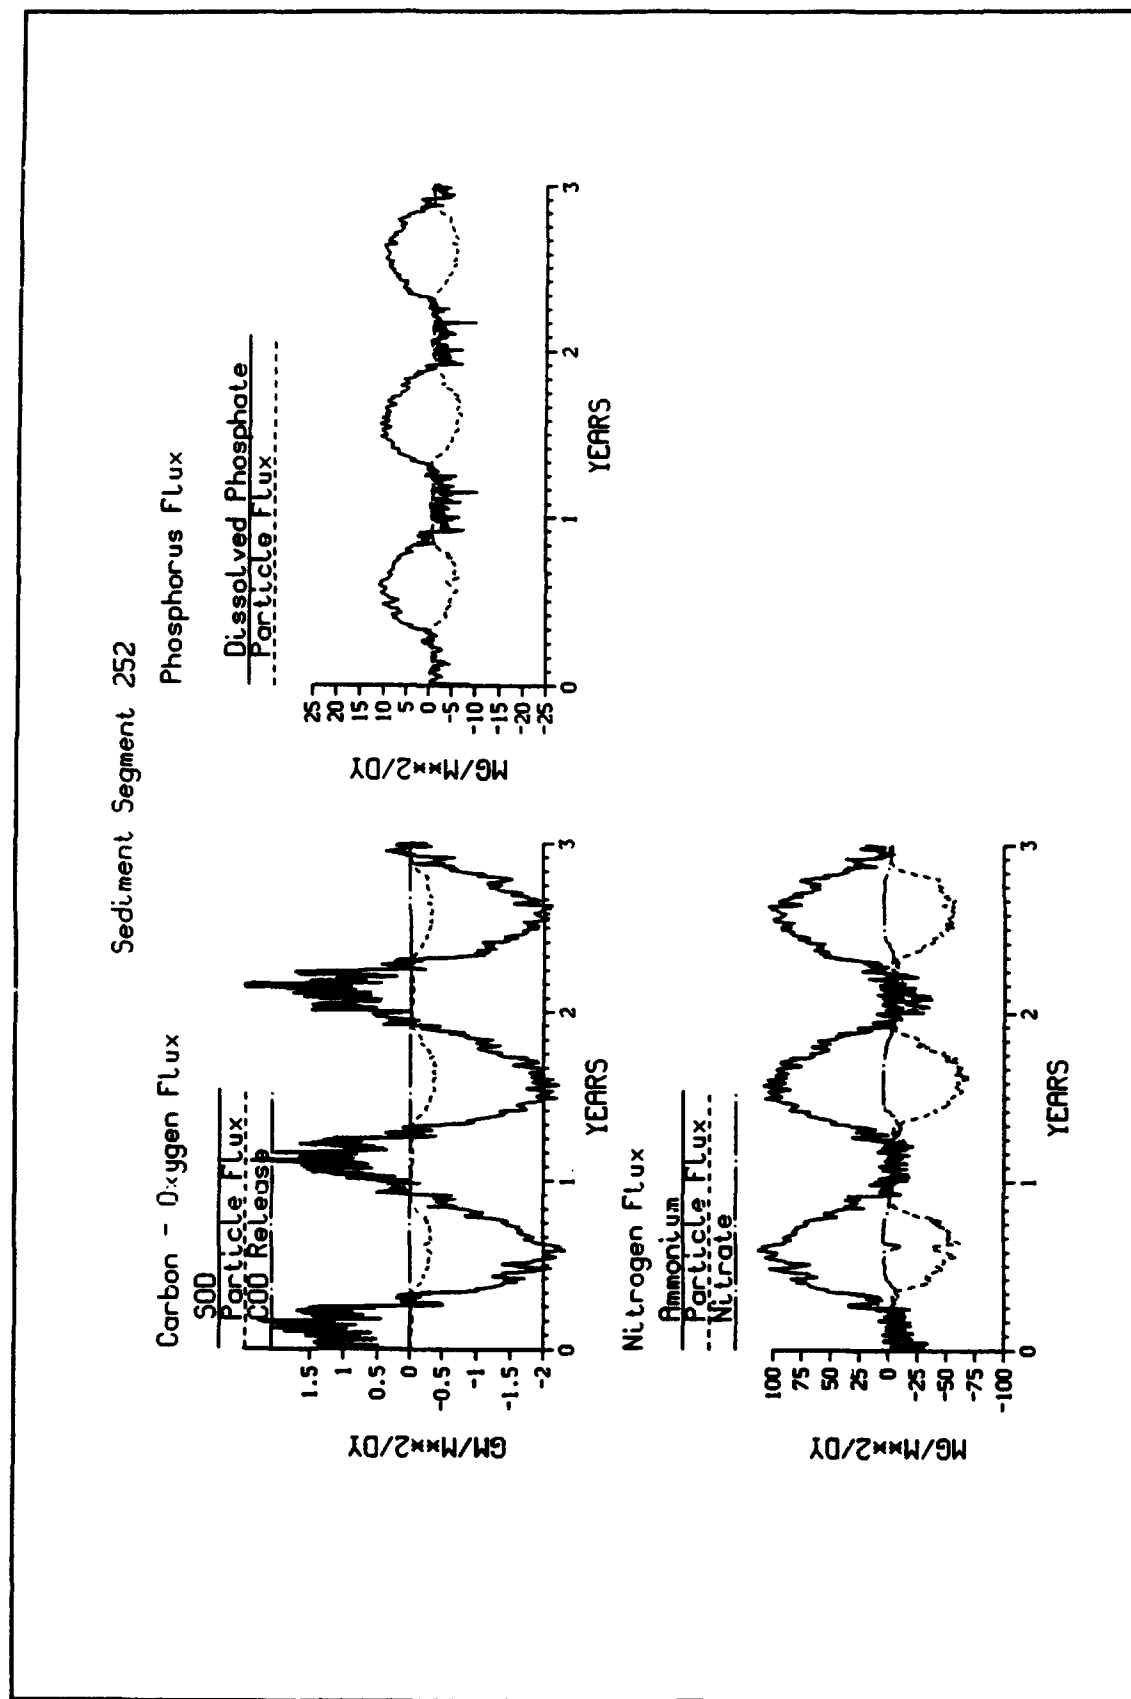 Sediment Segment 252
Carbon - Oxygen Flux
SOD
Particle Flux
COD Release
1.5
1
0.5
0
-0.5
-1
-1.5
-2
GM/M**2/DY
0 1 2 3
YEARS
Phosphorus Flux
Dissolved Phosphate
Particle Flux
25
20
15
10
5
0
-5
-10
-15
-20
-25
MG/M**2/DY
0 1 2 3
YEARS
Nitrogen Flux
Ammonium
Particle Flux
Nitrate
100
75
50
25
0
-25
-50
-75
-100
MG/M**2/DY
0 1 2 3
YEARS